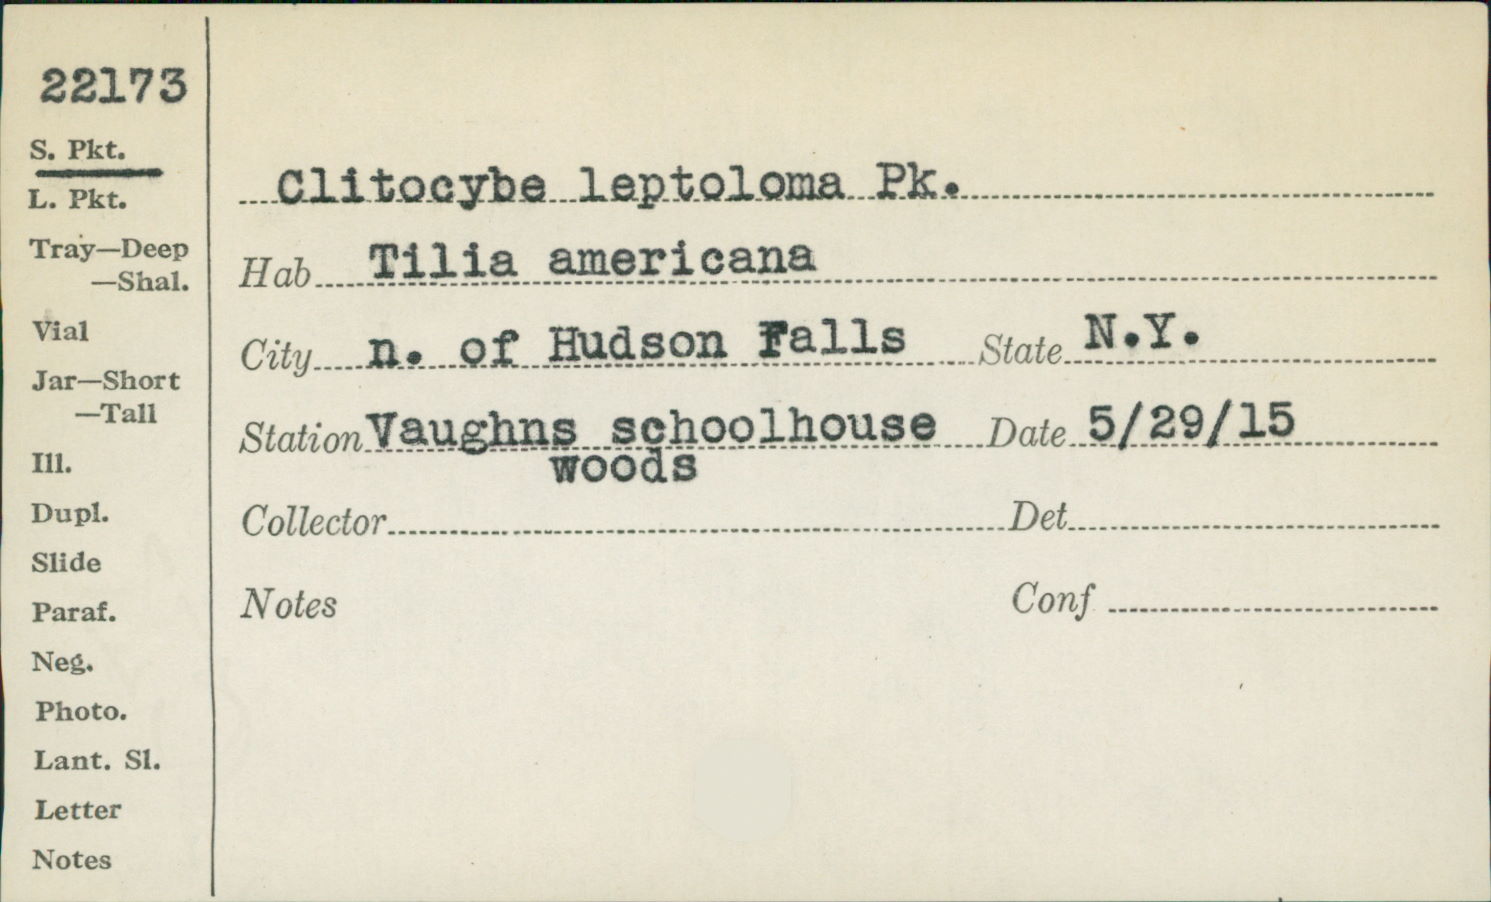 22173
S. Pkt.
L. Pkt.
Tray—Deep
—Shal.
Vial
Jar—Short
—Tall
Ill.
Dupl.
Slide
Paraf.
Neg.
Photo.
Lant. Sl.
Letter
Notes
Clitocybe leptoloma Pk.
Hab Tilia americana
City n. of Hudson Falls State N.Y.
Station Vaughns schoolhouse Date 5/29/15
woods
Collector Det
Notes Conf